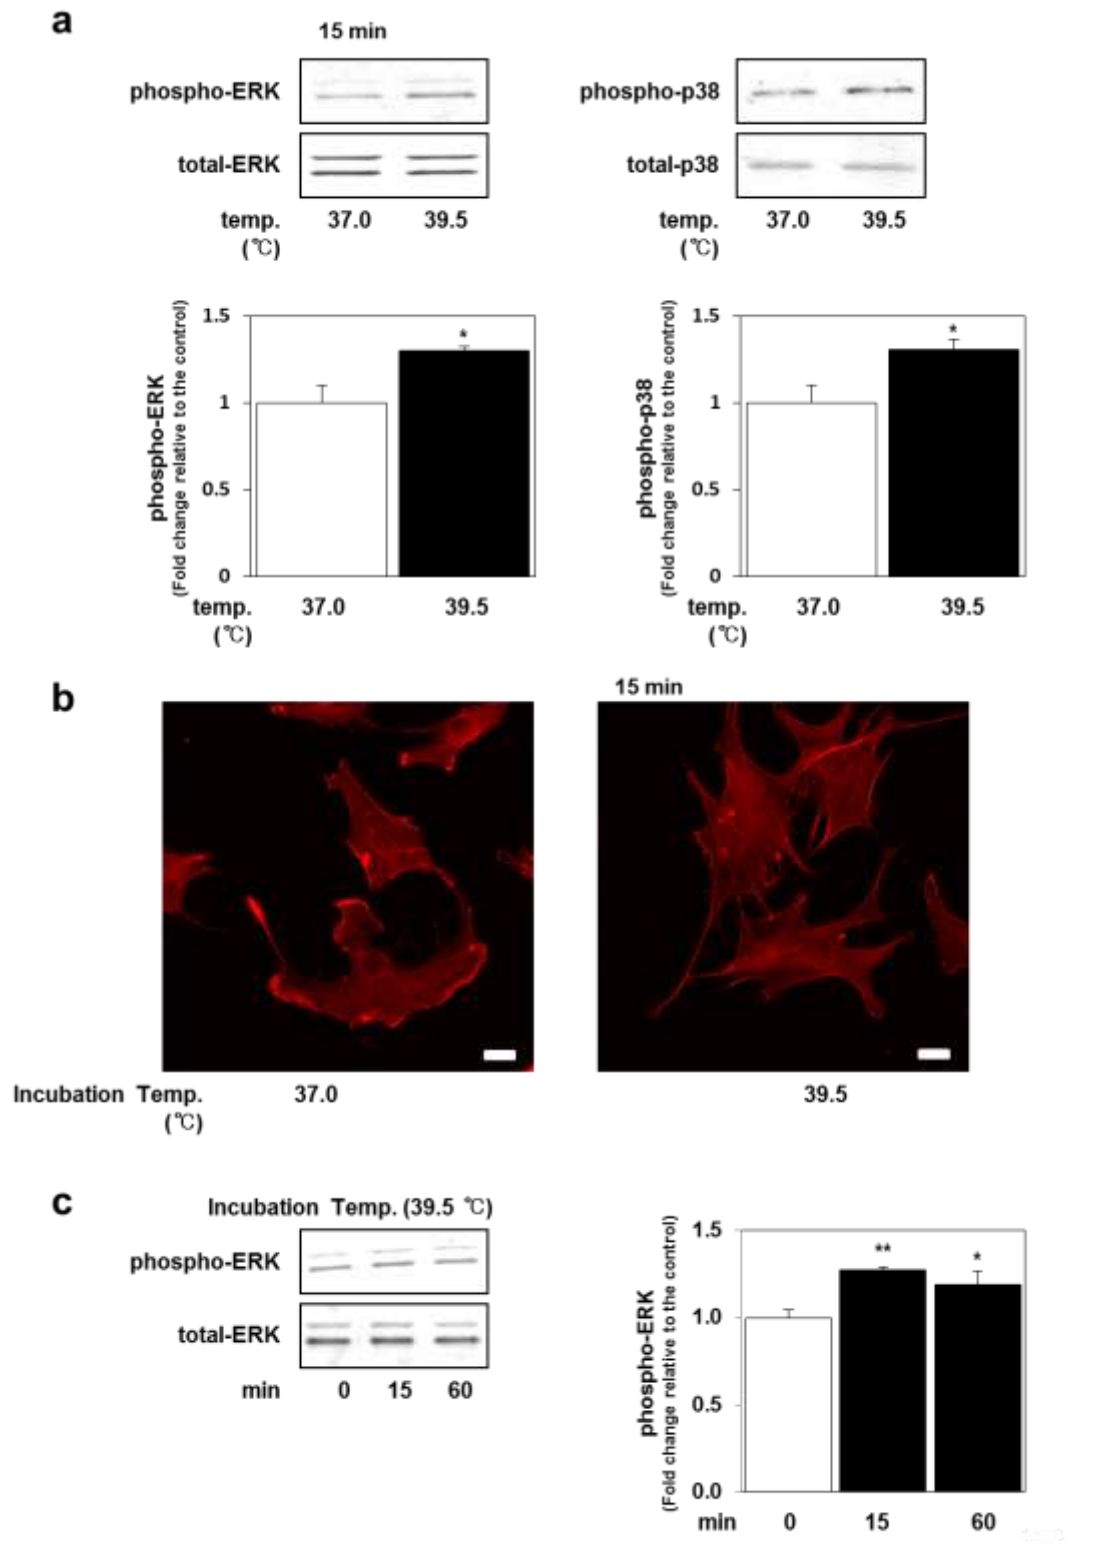 a
15 min
phospho-ERK
total-ERK
temp. 37.0 39.5
(℃)
phospho-p38
total-p38
temp. 37.0 39.5
(℃)
phospho-ERK
(Fold change relative to the control)
1.5
1
0.5
0
*
temp. 37.0 39.5
(℃)
phospho-p38
(Fold change relative to the control)
1.5
1
0.5
0
*
temp. 37.0 39.5
(℃)
b
15 min
Incubation Temp. 37.0 39.5
(℃)
c
Incubation Temp. (39.5 ℃)
phospho-ERK
total-ERK
min 0 15 60
phospho-ERK
(Fold change relative to the control)
1.5
1.0
0.5
0.0
**
*
min 0 15 60